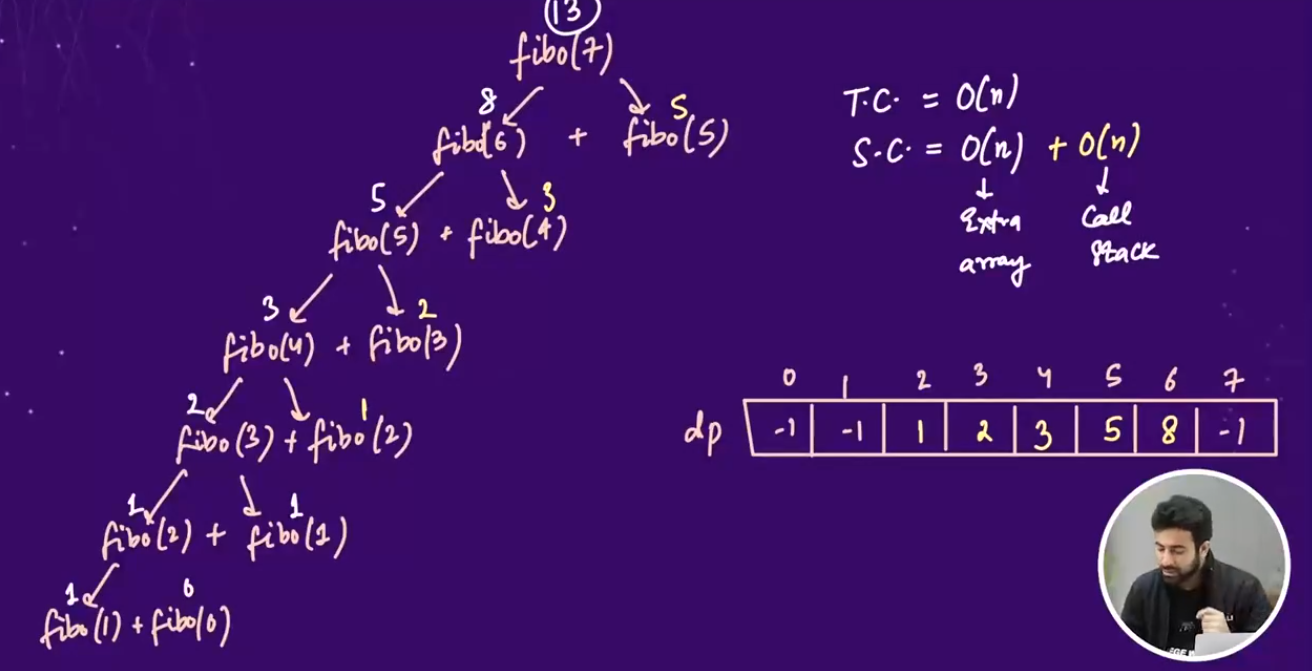 13
fibo(7)
8 5
fibo(6) + fibo(5)
5 3
fibo(5) + fibo(4)
3 2
fibo(4) + fibo(3)
2 1
fibo(3) + fibo(2)
1 1
fibo(2) + fibo(1)
1 0
fibo(1) + fibo(0)
T.C. = O(n)
S.C. = O(n) + O(n)
Extra array
Call stack
0 1 2 3 4 5 6 7
dp -1 -1 1 2 3 5 8 -1